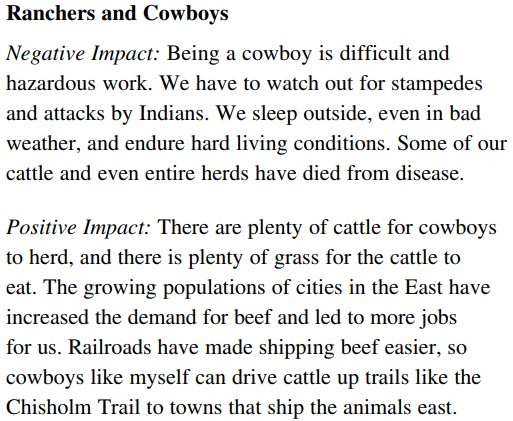 Ranchers and Cowboys
Negative Impact: Being a cowboy is difficult and
hazardous work. We have to watch out for stampedes
and attacks by Indians. We sleep outside, even in bad
weather, and endure hard living conditions. Some of our
cattle and even entire herds have died from disease.
Positive Impact: There are plenty of cattle for cowboys
to herd, and there is plenty of grass for the cattle to
eat. The growing populations of cities in the East have
increased the demand for beef and led to more jobs
for us. Railroads have made shipping beef easier, so
cowboys like myself can drive cattle up trails like the
Chisholm Trail to towns that ship the animals east.